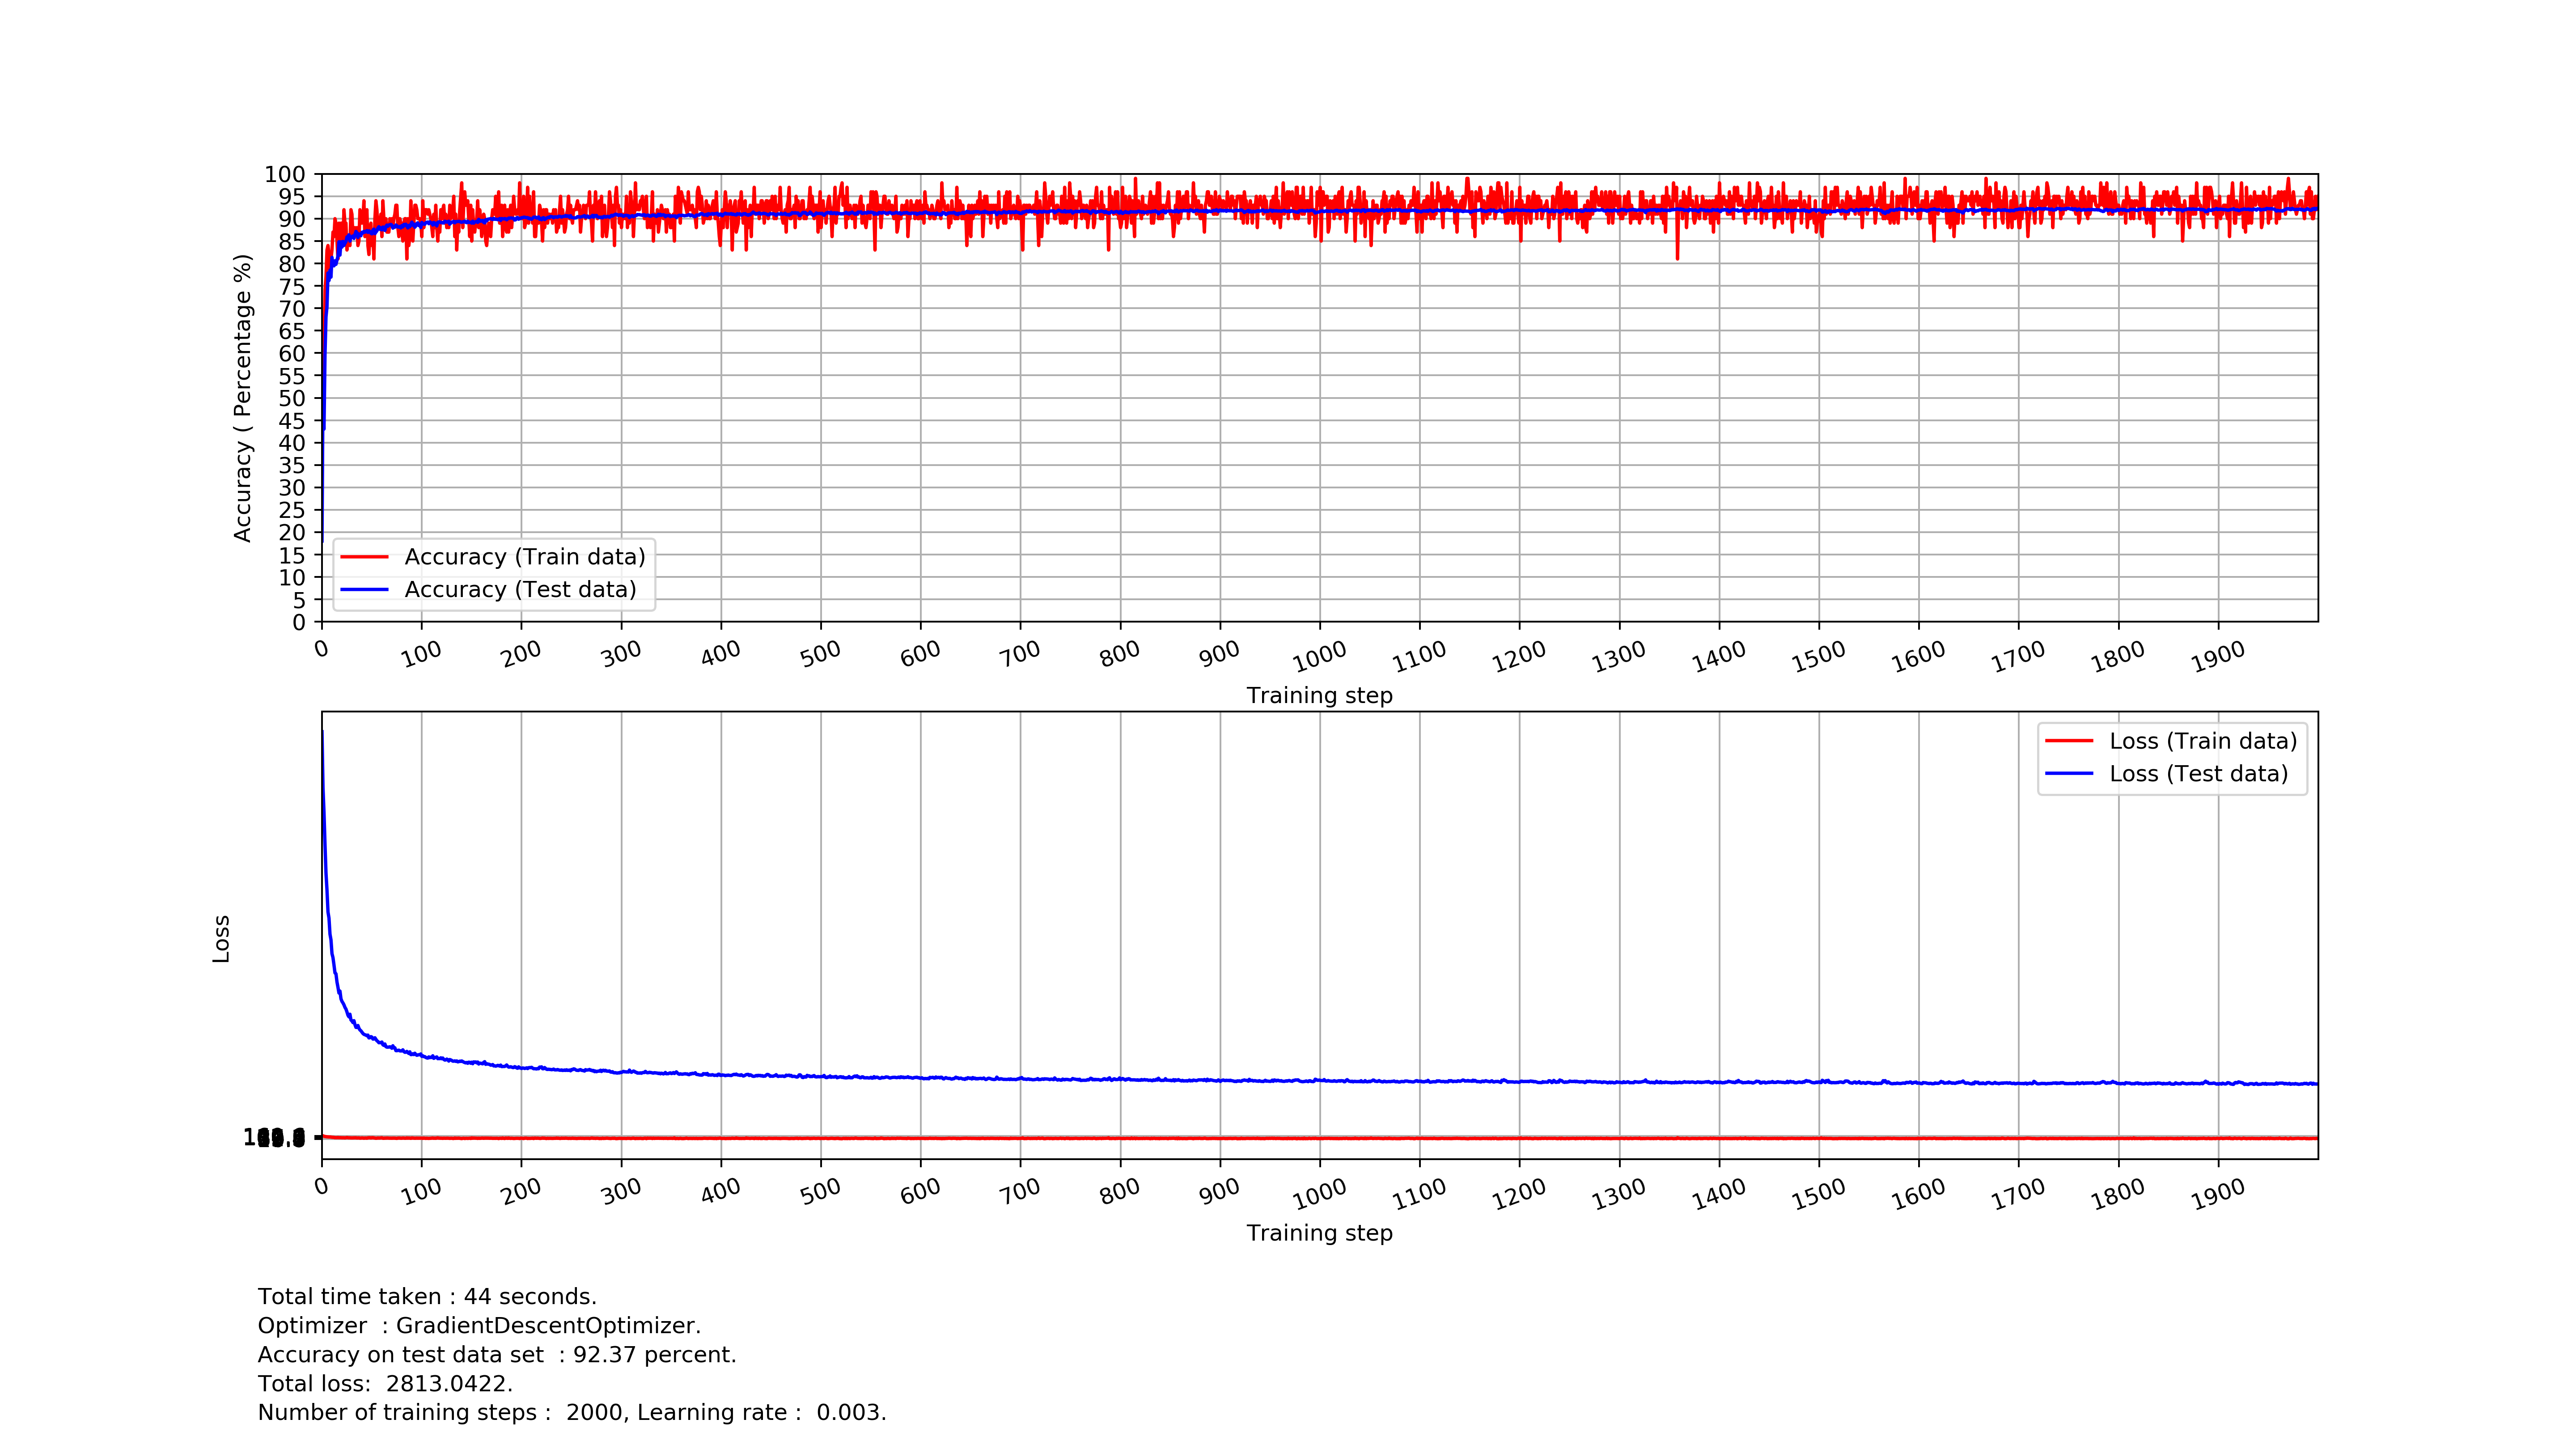 100
95
90
85
80
75
70
65
60
55
50
45
40
35
30
25
20
15
10
5
0
Accuracy ( Percentage %)
Accuracy (Train data)
Accuracy (Test data)
0 100 200 300 400 500 600 700 800 900 1000 1100 1200 1300 1400 1500 1600 1700 1800 1900
Training step
Loss
Loss (Train data)
Loss (Test data)
0 100 200 300 400 500 600 700 800 900 1000 1100 1200 1300 1400 1500 1600 1700 1800 1900
Training step
Total time taken : 44 seconds.
Optimizer  : GradientDescentOptimizer.
Accuracy on test data set  : 92.37 percent.
Total loss:  2813.0422.
Number of training steps :  2000, Learning rate :  0.003.